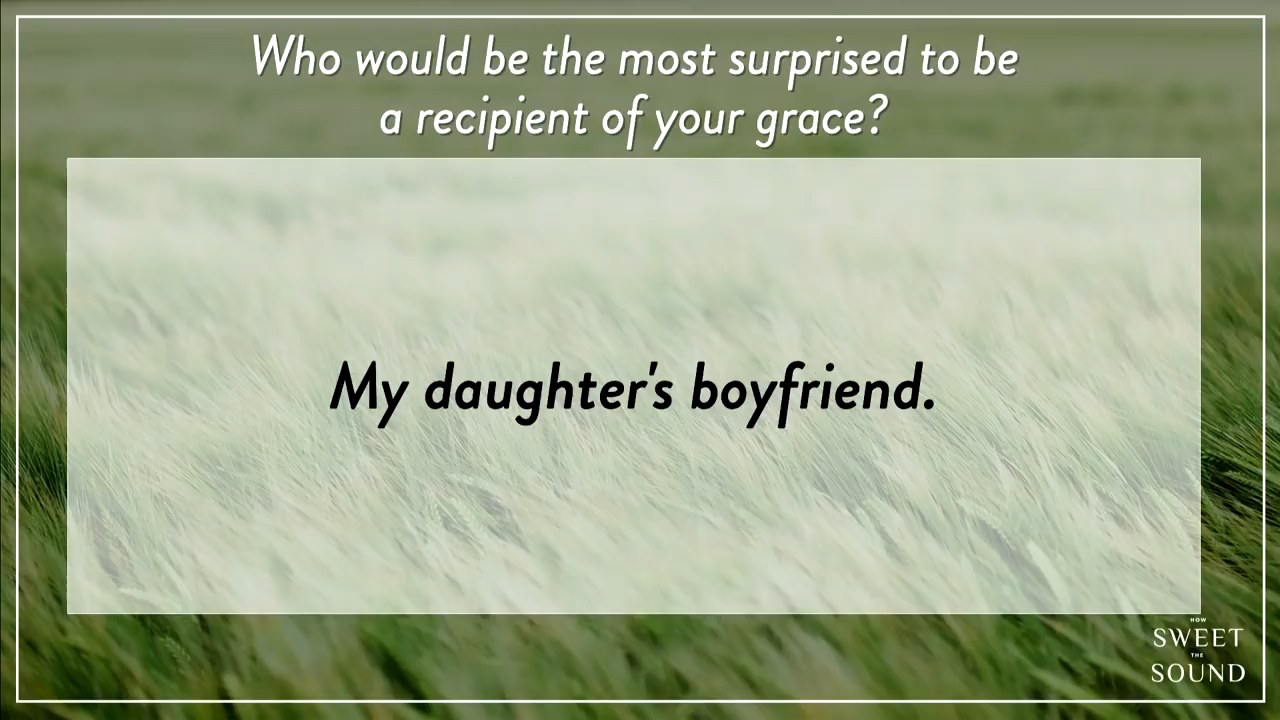 Who would be the most surprised to be
a recipient of your grace?
My daughter's boyfriend.
HOW
SWEET
THE
SOUND